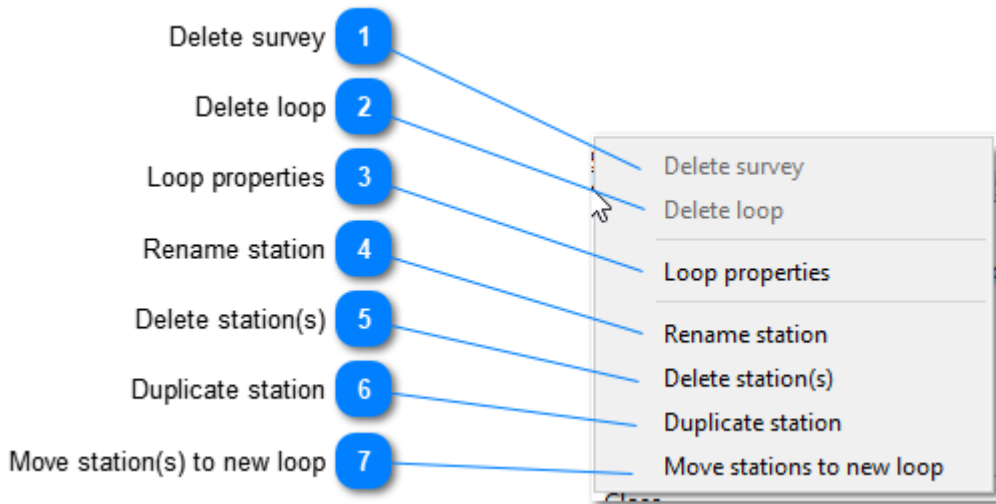 Delete survey 1
Delete loop 2
Loop properties 3
Rename station 4
Delete station(s) 5
Duplicate station 6
Move station(s) to new loop 7
Delete survey
Delete loop
Loop properties
Rename station
Delete station(s)
Duplicate station
Move stations to new loop